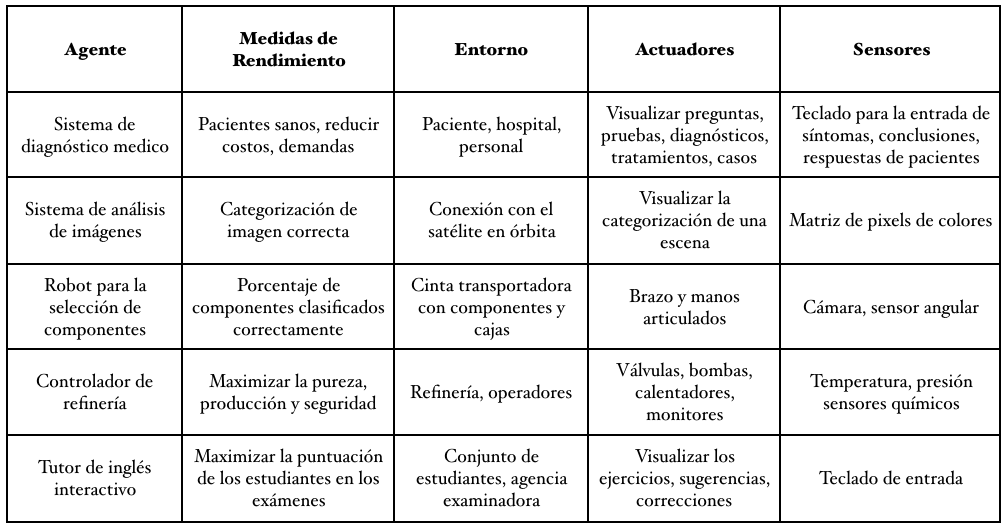 Agente
Medidas de
Rendimiento
Entorno
Actuadores
Sensores
Sistema de
diagnóstico medico
Pacientes sanos, reducir
costos, demandas
Paciente, hospital,
personal
Visualizar preguntas,
pruebas, diagnósticos,
tratamientos, casos
Teclado para la entrada de
síntomas, conclusiones,
respuestas de pacientes
Sistema de análisis
de imágenes
Categorización de
imagen correcta
Conexión con el
satélite en órbita
Visualizar la
categorización de una
escena
Matriz de pixels de colores
Robot para la
selección de
componentes
Porcentaje de
componentes clasificados
correctamente
Cinta transportadora
con componentes y
cajas
Brazo y manos
articulados
Cámara, sensor angular
Controlador de
refinería
Maximizar la pureza,
producción y seguridad
Refinería, operadores
Válvulas, bombas,
calentadores,
monitores
Temperatura, presión
sensores químicos
Tutor de inglés
interactivo
Maximizar la puntuación
de los estudiantes en los
exámenes
Conjunto de
estudiantes, agencia
examinadora
Visualizar los
ejercicios, sugerencias,
correcciones
Teclado de entrada